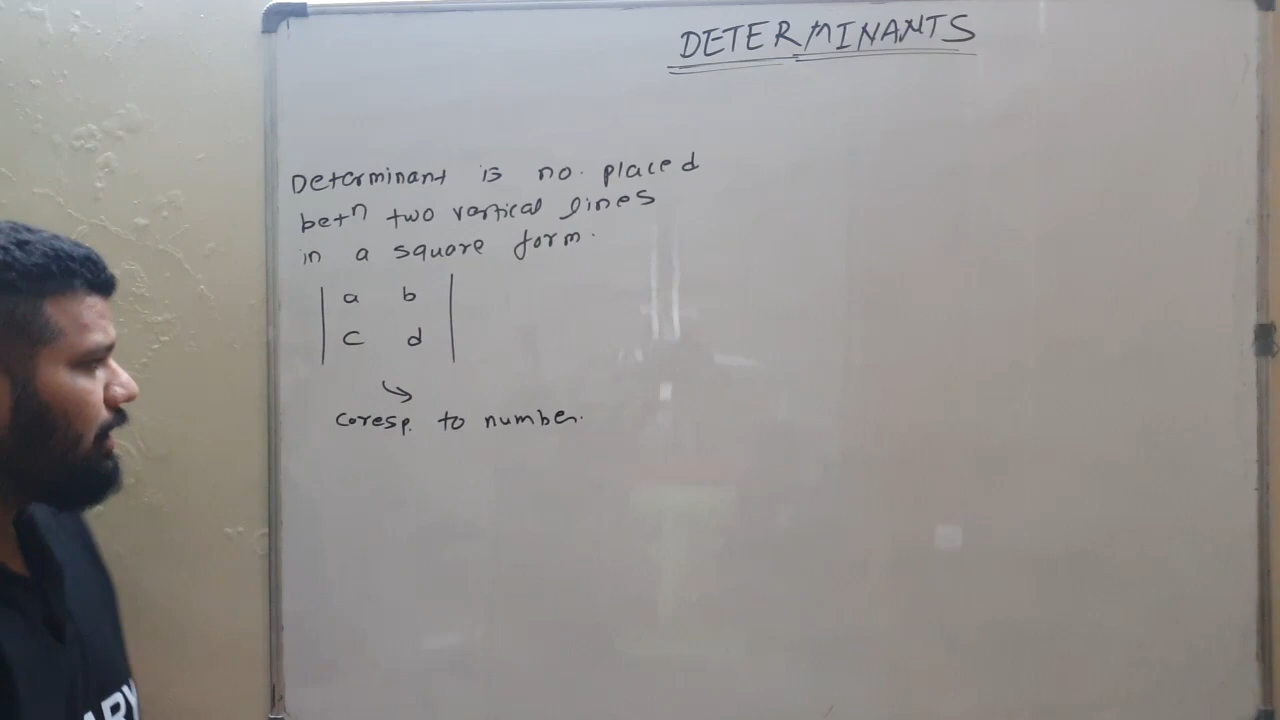 DETERMINANTS
Determinant is no. placed
betn two vertical lines
in a square form.
| a b |
| c d |
↪
coresp. to number.